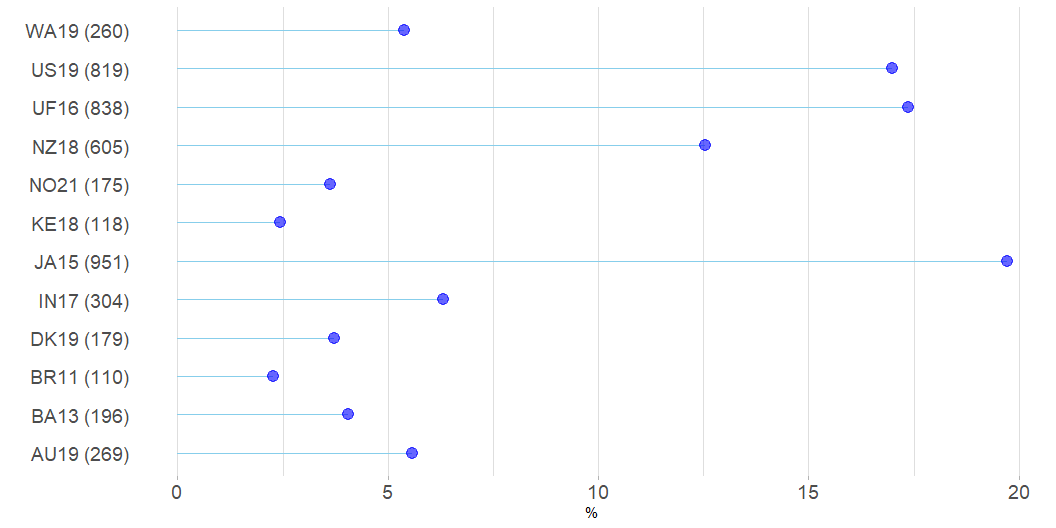 WA19 (260)
US19 (819)
UF16 (838)
NZ18 (605)
NO21 (175)
KE18 (118)
JA15 (951)
IN17 (304)
DK19 (179)
BR11 (110)
BA13 (196)
AU19 (269)
0 5 10 15 20
%